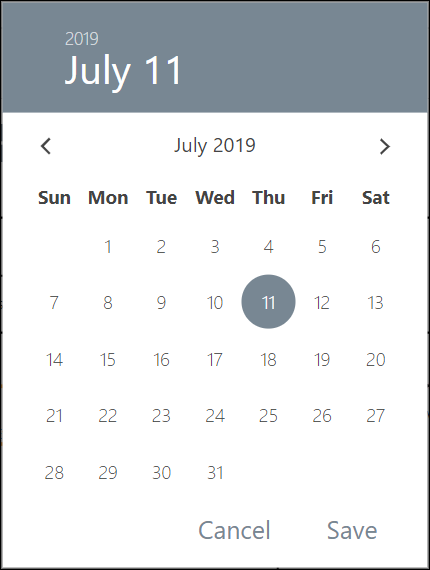 2019
July 11
July 2019
Sun Mon Tue Wed Thu Fri Sat
1 2 3 4 5 6
7 8 9 10 11 12 13
14 15 16 17 18 19 20
21 22 23 24 25 26 27
28 29 30 31
Cancel Save